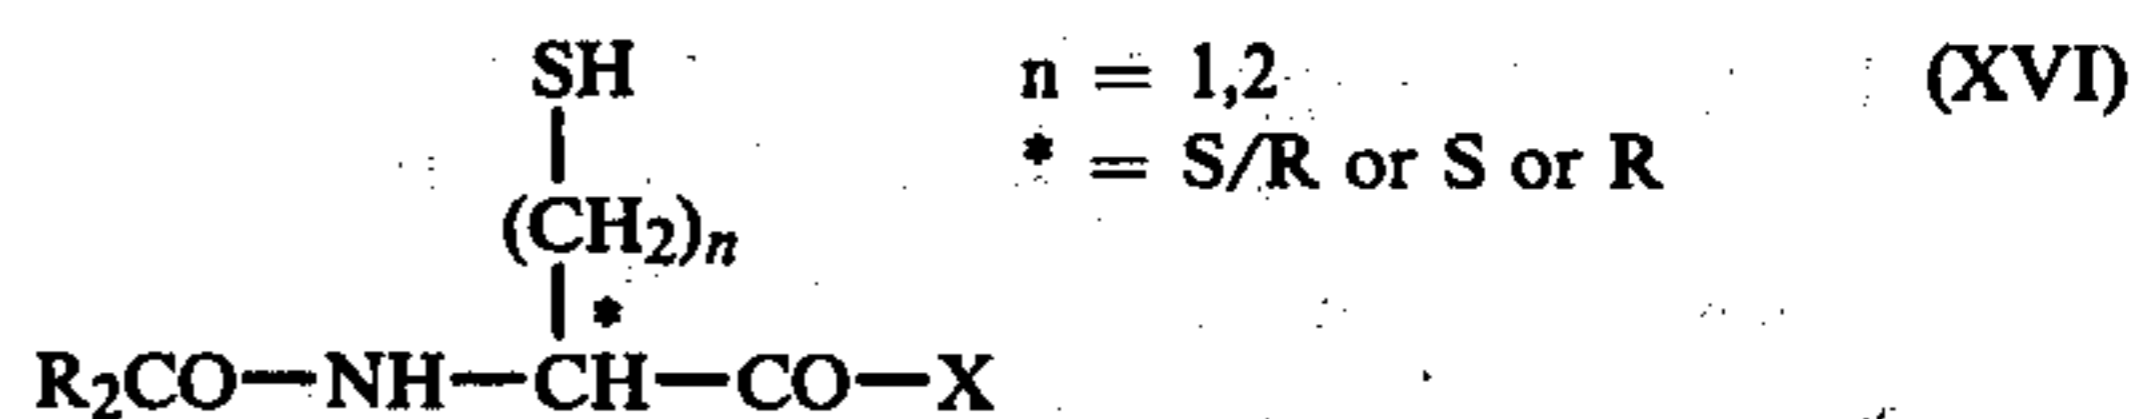 SH n = 1,2 (XVI)
* = S/R or S or R
(CH2)n
*
R2CO—NH—CH—CO—X